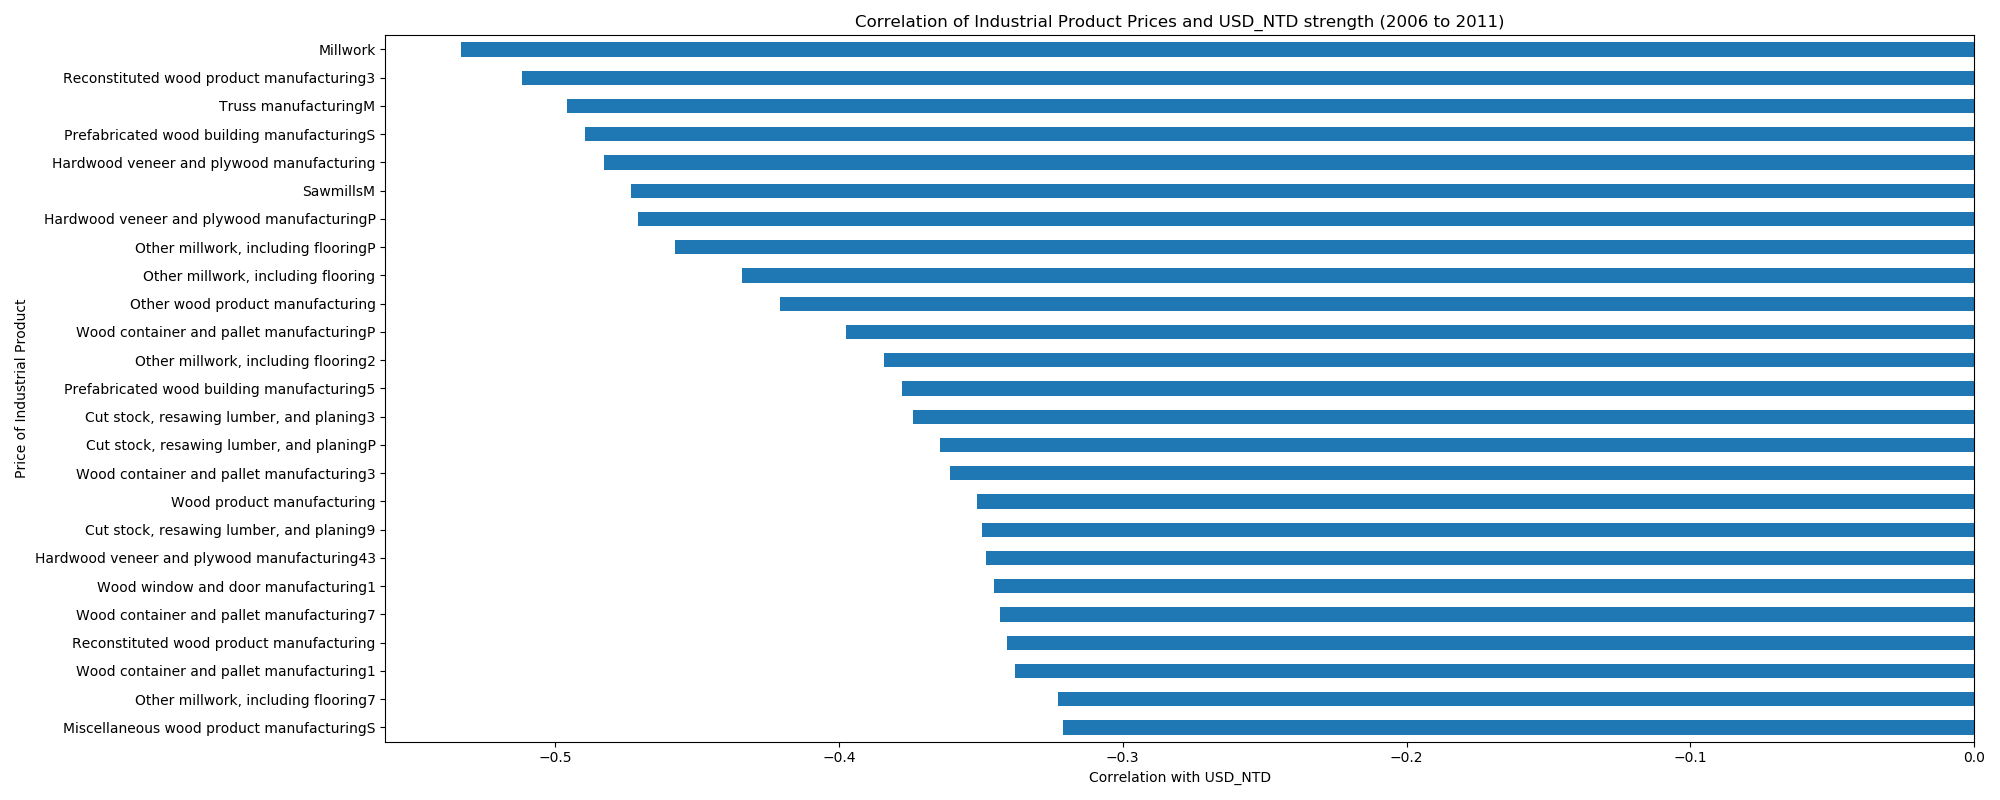 Correlation of Industrial Product Prices and USD_NTD strength (2006 to 2011)
Price of Industrial Product
Millwork
Reconstituted wood product manufacturing3
Truss manufacturingM
Prefabricated wood building manufacturingS
Hardwood veneer and plywood manufacturing
SawmillsM
Hardwood veneer and plywood manufacturingP
Other millwork, including flooringP
Other millwork, including flooring
Other wood product manufacturing
Wood container and pallet manufacturingP
Other millwork, including flooring2
Prefabricated wood building manufacturing5
Cut stock, resawing lumber, and planing3
Cut stock, resawing lumber, and planingP
Wood container and pallet manufacturing3
Wood product manufacturing
Cut stock, resawing lumber, and planing9
Hardwood veneer and plywood manufacturing43
Wood window and door manufacturing1
Wood container and pallet manufacturing7
Reconstituted wood product manufacturing
Wood container and pallet manufacturing1
Other millwork, including flooring7
Miscellaneous wood product manufacturingS
−0.5 −0.4 −0.3 −0.2 −0.1 0.0
Correlation with USD_NTD